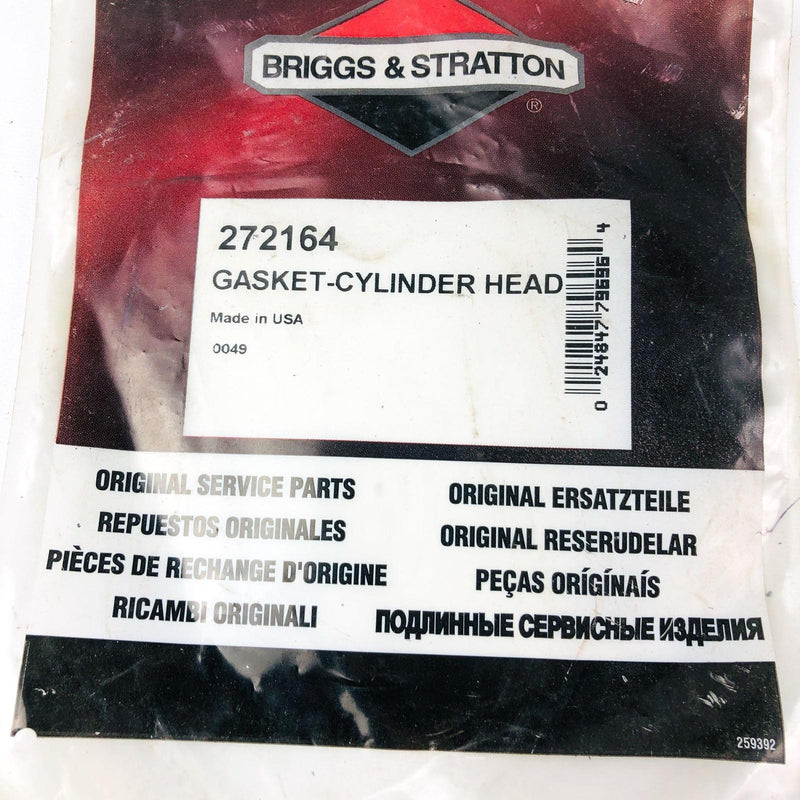 BRIGGS & STRATTON
®
272164
GASKET-CYLINDER HEAD
Made in USA
0049
0 24847 79696 4
ORIGINAL SERVICE PARTS
REPUESTOS ORIGINALES
PIÈCES DE RECHANGE D'ORIGINE
RICAMBI ORIGINALI
ORIGINAL ERSATZTEILE
ORIGINAL RESERUDELAR
PEÇAS ORÍGÍNAÍS
ПОДЛИННЫЕ СЕРВИСНЫЕ ИЗДЕЛИЯ
259392